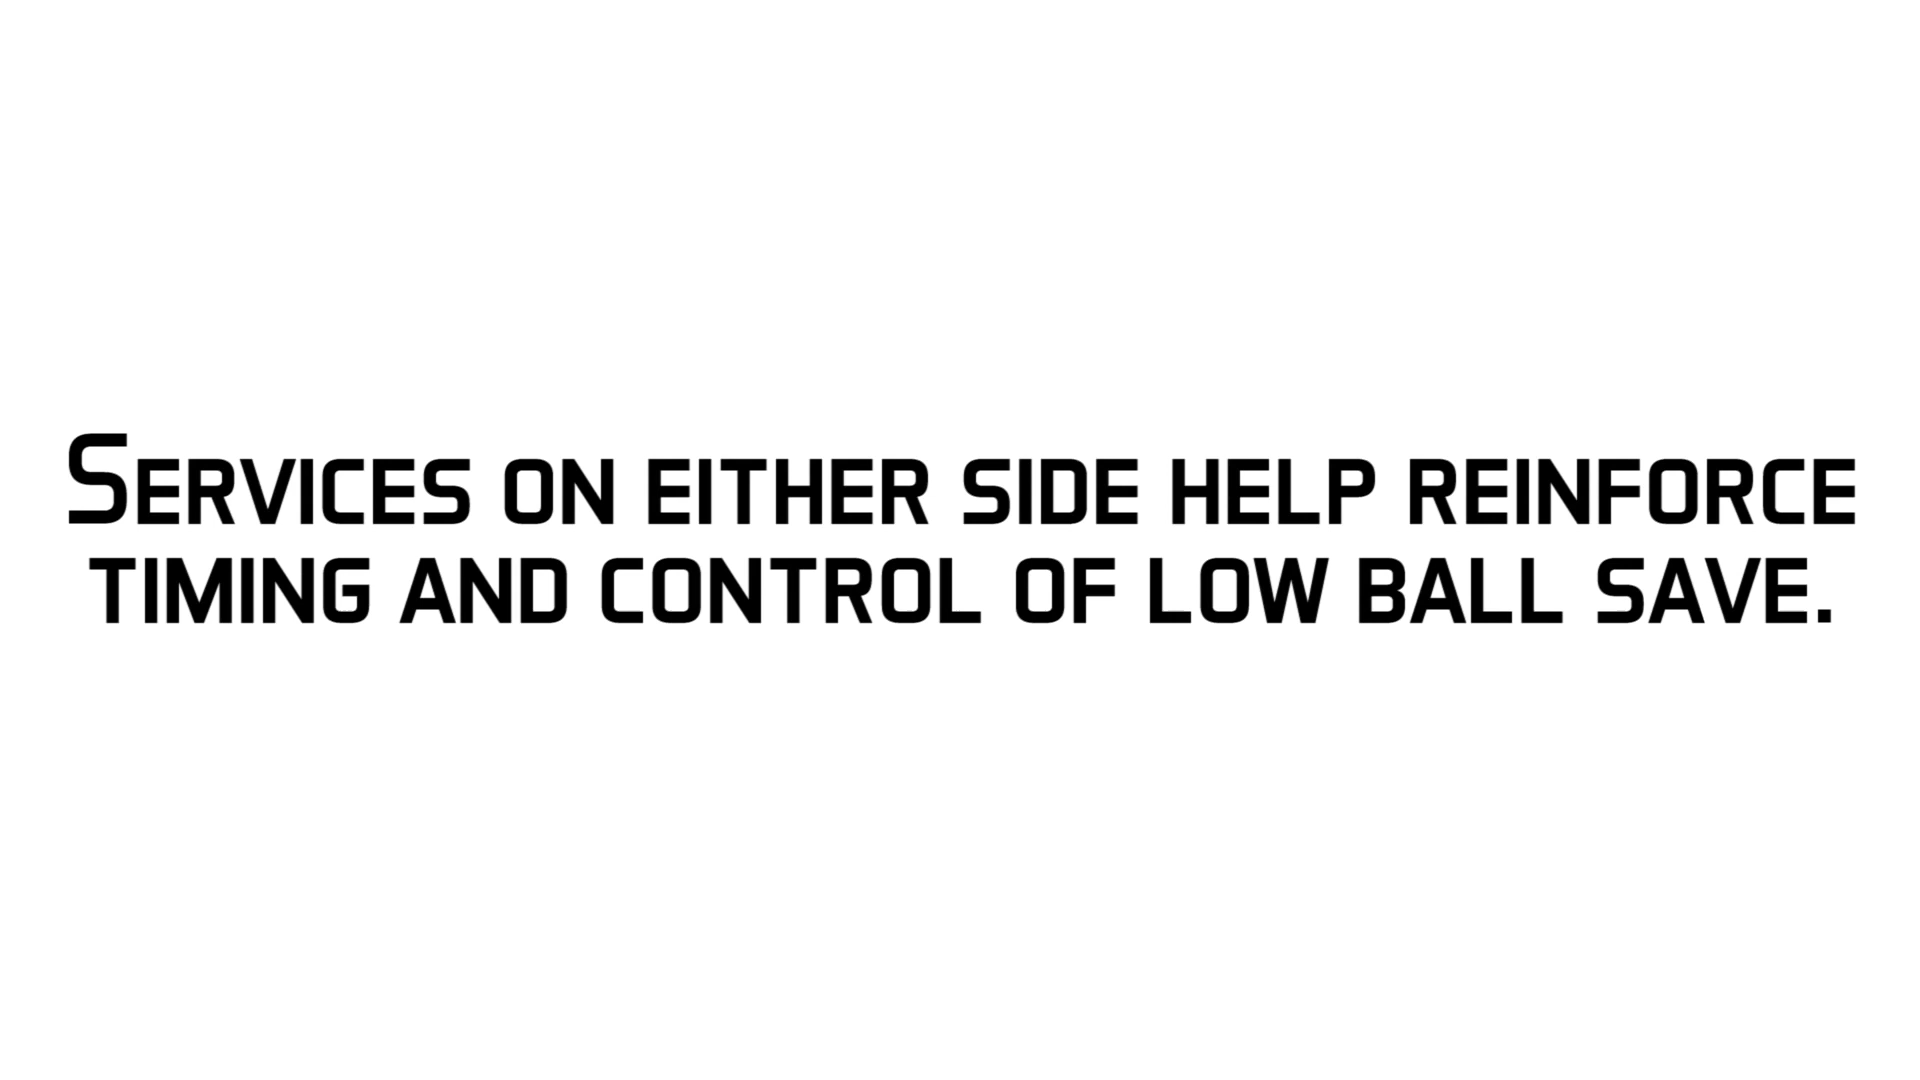 Services on either side help reinforce
timing and control of low ball save.